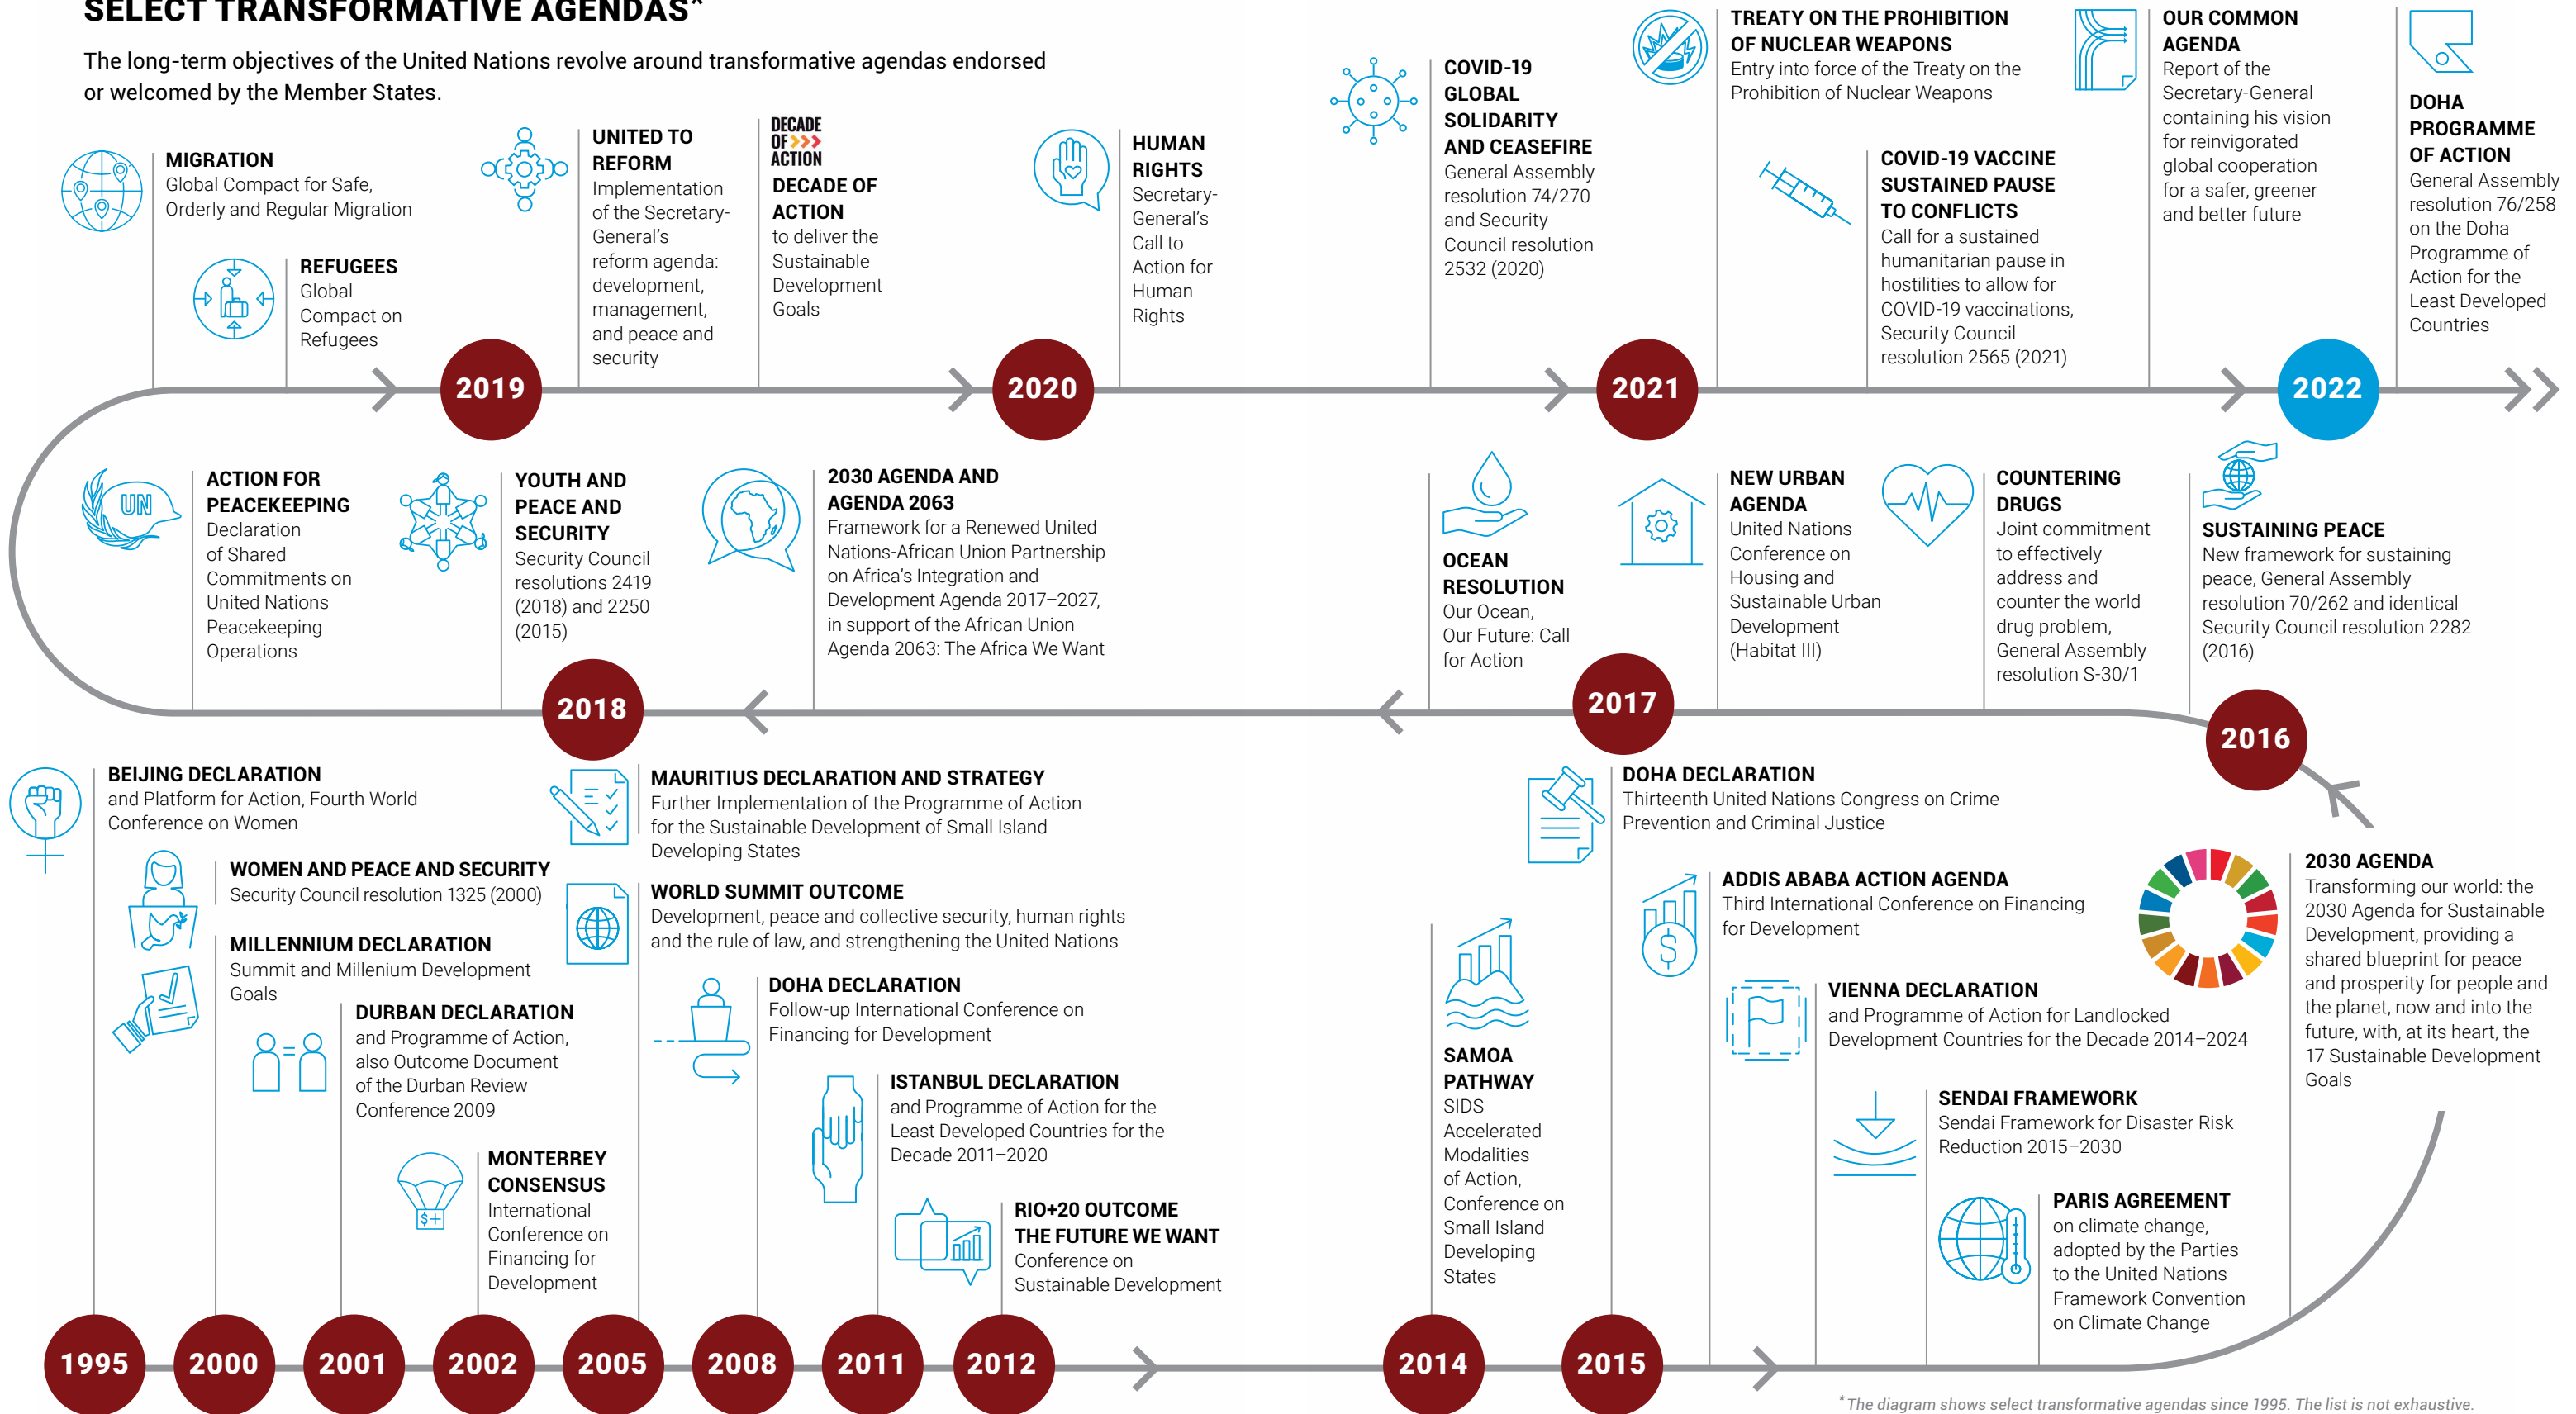 SELECT TRANSFORMATIVE AGENDAS*
The long-term objectives of the United Nations revolve around transformative agendas endorsed
or welcomed by the Member States.
MIGRATION
Global Compact for Safe,
Orderly and Regular Migration
REFUGEES
Global
Compact on
Refugees
2019
UNITED TO
REFORM
Implementation
of the Secretary-
General's
reform agenda:
development,
management,
and peace and
security
DECADE
OF
ACTION
DECADE OF
ACTION
to deliver the
Sustainable
Development
Goals
2020
HUMAN
RIGHTS
Secretary-
General's
Call to
Action for
Human
Rights
COVID-19
GLOBAL
SOLIDARITY
AND CEASEFIRE
General Assembly
resolution 74/270
and Security
Council resolution
2532 (2020)
2021
TREATY ON THE PROHIBITION
OF NUCLEAR WEAPONS
Entry into force of the Treaty on the
Prohibition of Nuclear Weapons
COVID-19 VACCINE
SUSTAINED PAUSE
TO CONFLICTS
Call for a sustained
humanitarian pause in
hostilities to allow for
COVID-19 vaccinations,
Security Council
resolution 2565 (2021)
OUR COMMON
AGENDA
Report of the
Secretary-General
containing his vision
for reinvigorated
global cooperation
for a safer, greener
and better future
2022
DOHA
PROGRAMME
OF ACTION
General Assembly
resolution 76/258
on the Doha
Programme of
Action for the
Least Developed
Countries
UN
ACTION FOR
PEACEKEEPING
Declaration
of Shared
Commitments on
United Nations
Peacekeeping
Operations
YOUTH AND
PEACE AND
SECURITY
Security Council
resolutions 2419
(2018) and 2250
(2015)
2018
2030 AGENDA AND
AGENDA 2063
Framework for a Renewed United
Nations-African Union Partnership
on Africa's Integration and
Development Agenda 2017–2027,
in support of the African Union
Agenda 2063: The Africa We Want
OCEAN
RESOLUTION
Our Ocean,
Our Future: Call
for Action
2017
NEW URBAN
AGENDA
United Nations
Conference on
Housing and
Sustainable Urban
Development
(Habitat III)
COUNTERING
DRUGS
Joint commitment
to effectively
address and
counter the world
drug problem,
General Assembly
resolution S-30/1
SUSTAINING PEACE
New framework for sustaining
peace, General Assembly
resolution 70/262 and identical
Security Council resolution 2282
(2016)
2016
BEIJING DECLARATION
and Platform for Action, Fourth World
Conference on Women
WOMEN AND PEACE AND SECURITY
Security Council resolution 1325 (2000)
MILLENNIUM DECLARATION
Summit and Millenium Development
Goals
DURBAN DECLARATION
and Programme of Action,
also Outcome Document
of the Durban Review
Conference 2009
$+
MONTERREY
CONSENSUS
International
Conference on
Financing for
Development
MAURITIUS DECLARATION AND STRATEGY
Further Implementation of the Programme of Action
for the Sustainable Development of Small Island
Developing States
WORLD SUMMIT OUTCOME
Development, peace and collective security, human rights
and the rule of law, and strengthening the United Nations
DOHA DECLARATION
Follow-up International Conference on
Financing for Development
ISTANBUL DECLARATION
and Programme of Action for the
Least Developed Countries for the
Decade 2011–2020
RIO+20 OUTCOME
THE FUTURE WE WANT
Conference on
Sustainable Development
SAMOA
PATHWAY
SIDS
Accelerated
Modalities
of Action,
Conference on
Small Island
Developing
States
DOHA DECLARATION
Thirteenth United Nations Congress on Crime
Prevention and Criminal Justice
$
ADDIS ABABA ACTION AGENDA
Third International Conference on Financing
for Development
VIENNA DECLARATION
and Programme of Action for Landlocked
Development Countries for the Decade 2014–2024
SENDAI FRAMEWORK
Sendai Framework for Disaster Risk
Reduction 2015–2030
PARIS AGREEMENT
on climate change,
adopted by the Parties
to the United Nations
Framework Convention
on Climate Change
2030 AGENDA
Transforming our world: the
2030 Agenda for Sustainable
Development, providing a
shared blueprint for peace
and prosperity for people and
the planet, now and into the
future, with, at its heart, the
17 Sustainable Development
Goals
1995
2000
2001
2002
2005
2008
2011
2012
2014
2015
* The diagram shows select transformative agendas since 1995. The list is not exhaustive.